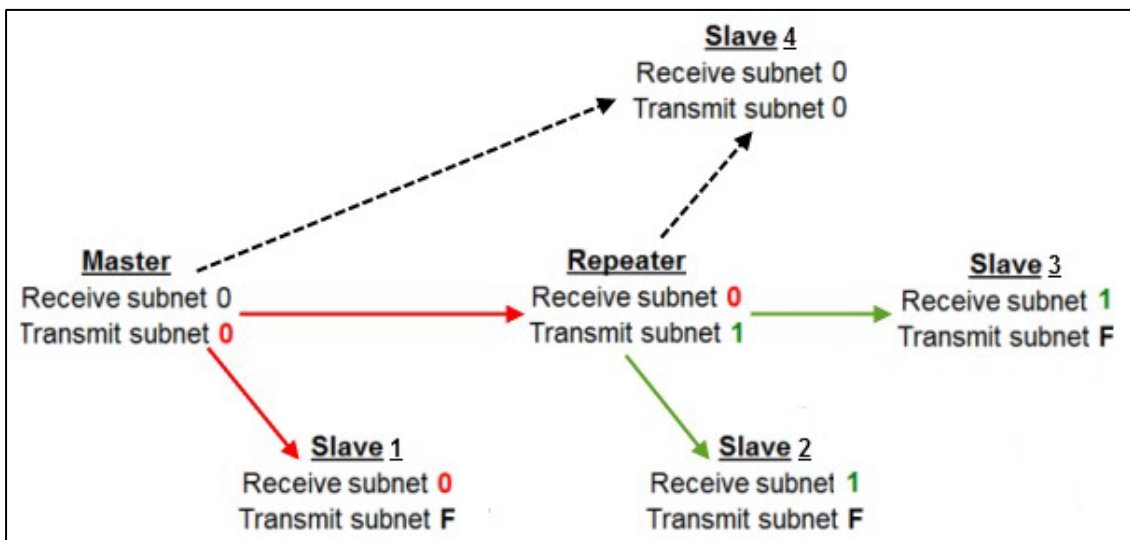 Slave 4
Receive subnet 0
Transmit subnet 0
Master
Receive subnet 0
Transmit subnet 0
Repeater
Receive subnet 0
Transmit subnet 1
Slave 3
Receive subnet 1
Transmit subnet F
Slave 1
Receive subnet 0
Transmit subnet F
Slave 2
Receive subnet 1
Transmit subnet F